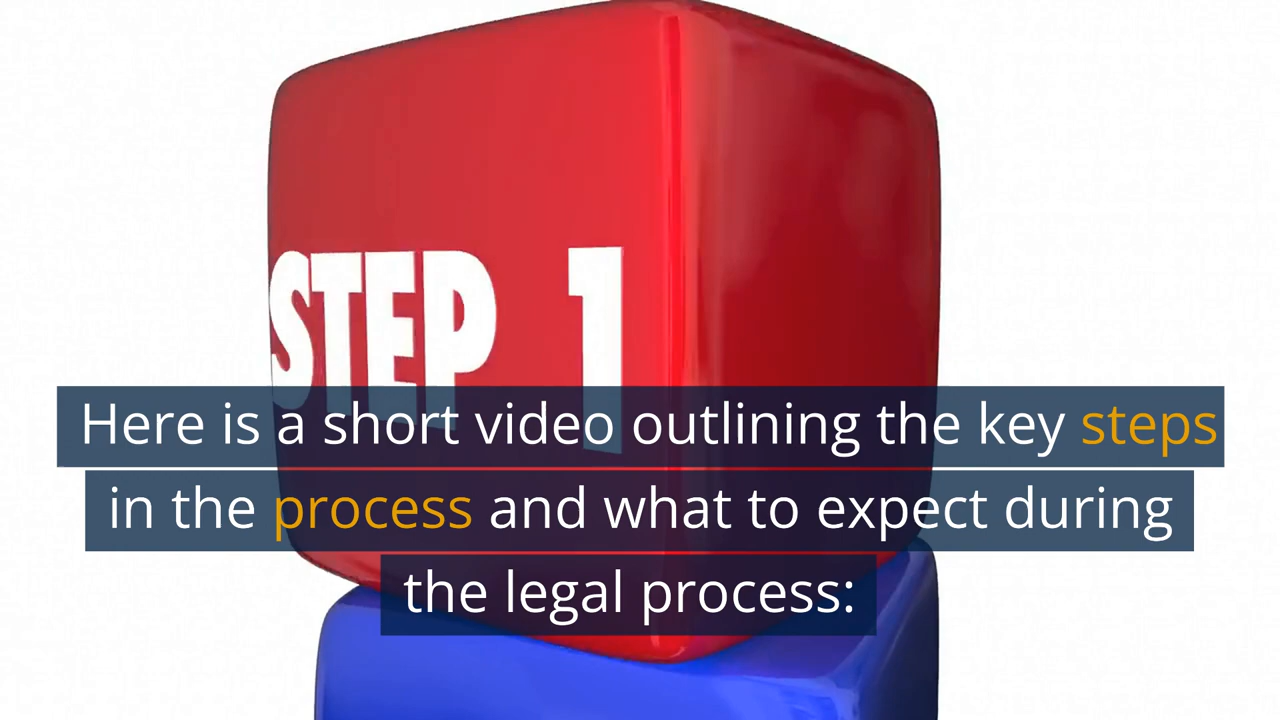 STEP 1
Here is a short video outlining the key steps
in the process and what to expect during
the legal process: